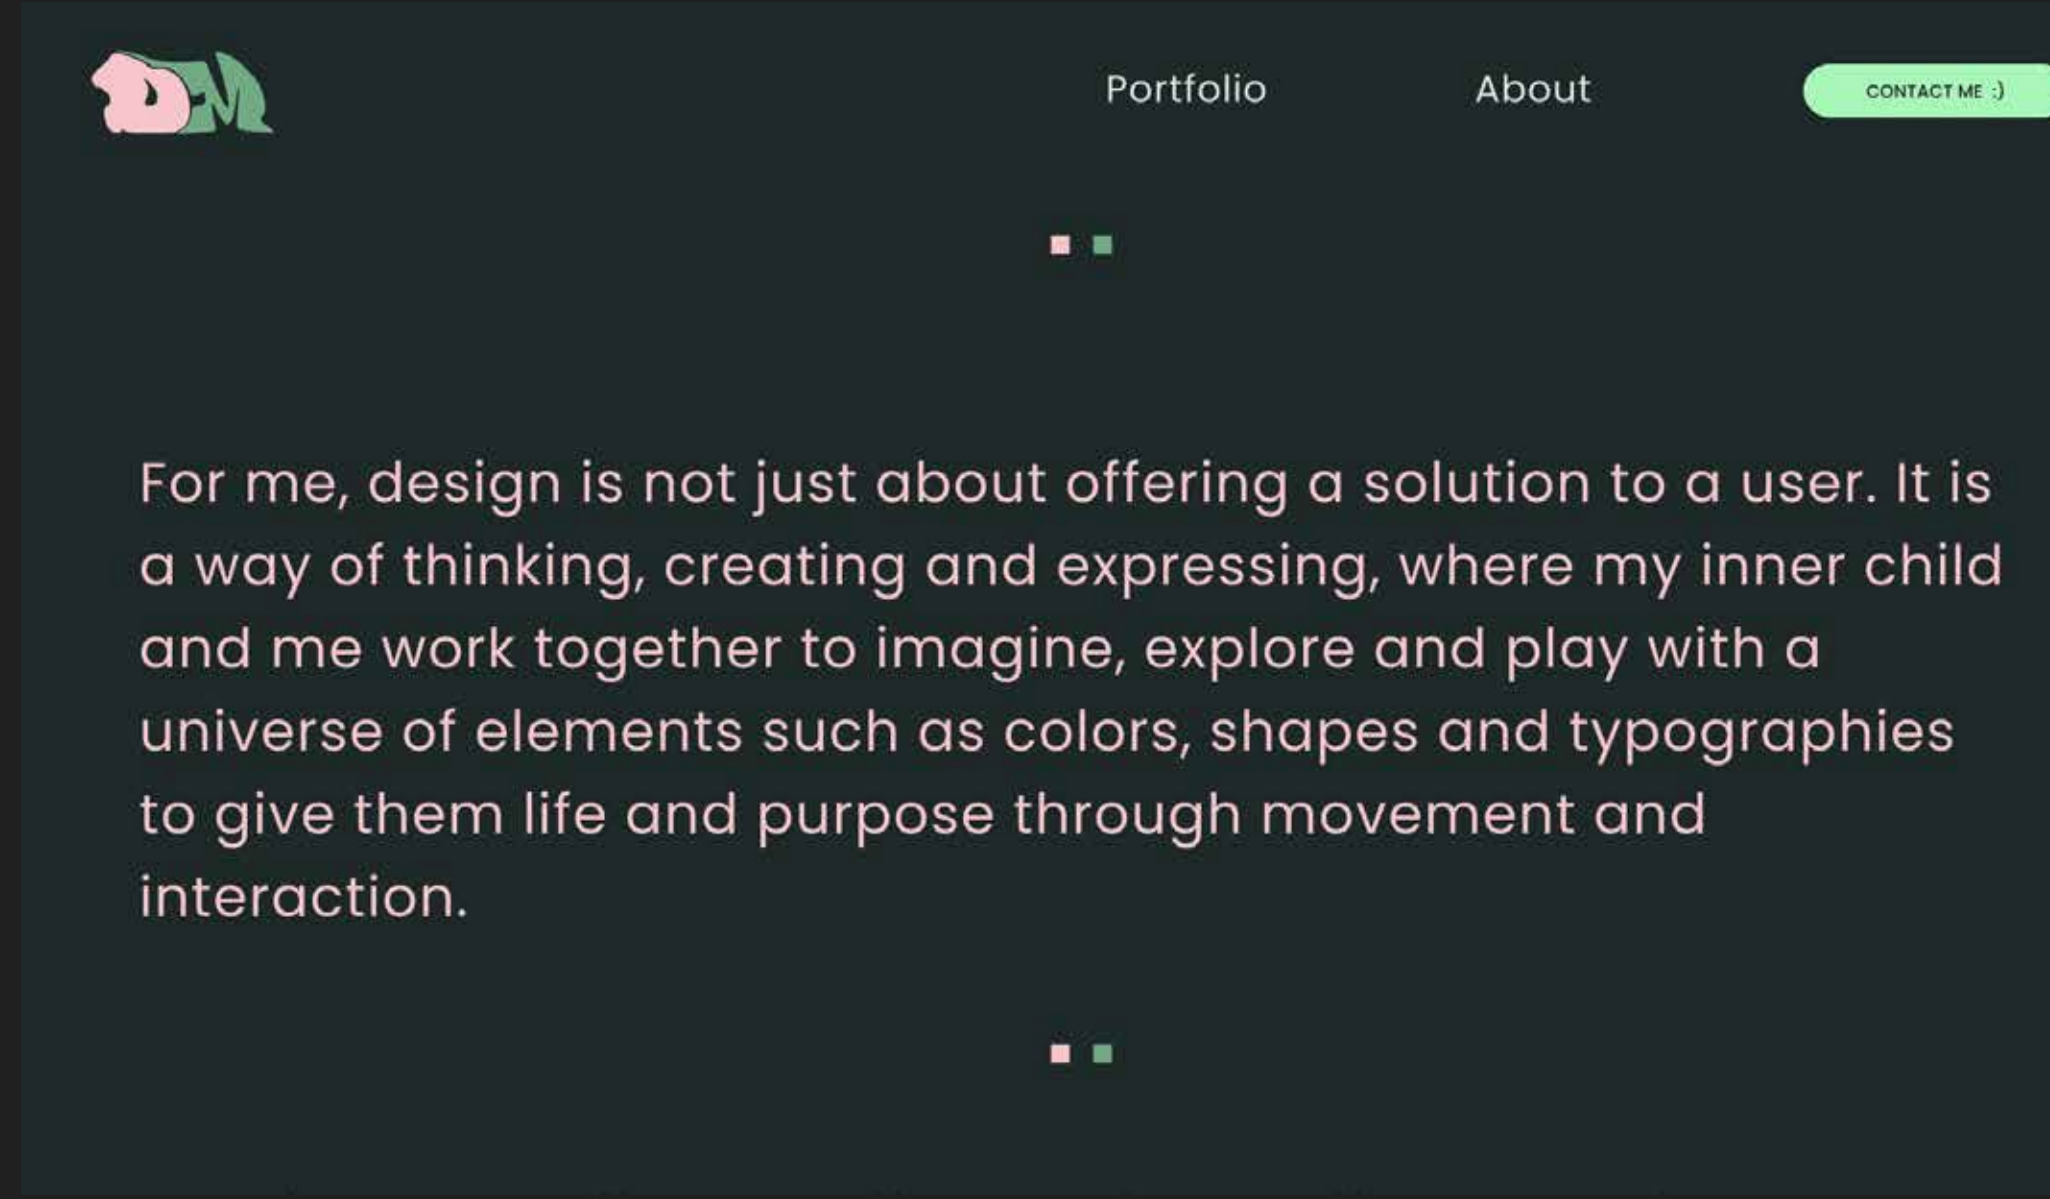 DM
Portfolio
About
CONTACT ME :)
For me, design is not just about offering a solution to a user. It is
a way of thinking, creating and expressing, where my inner child
and me work together to imagine, explore and play with a
universe of elements such as colors, shapes and typographies
to give them life and purpose through movement and
interaction.